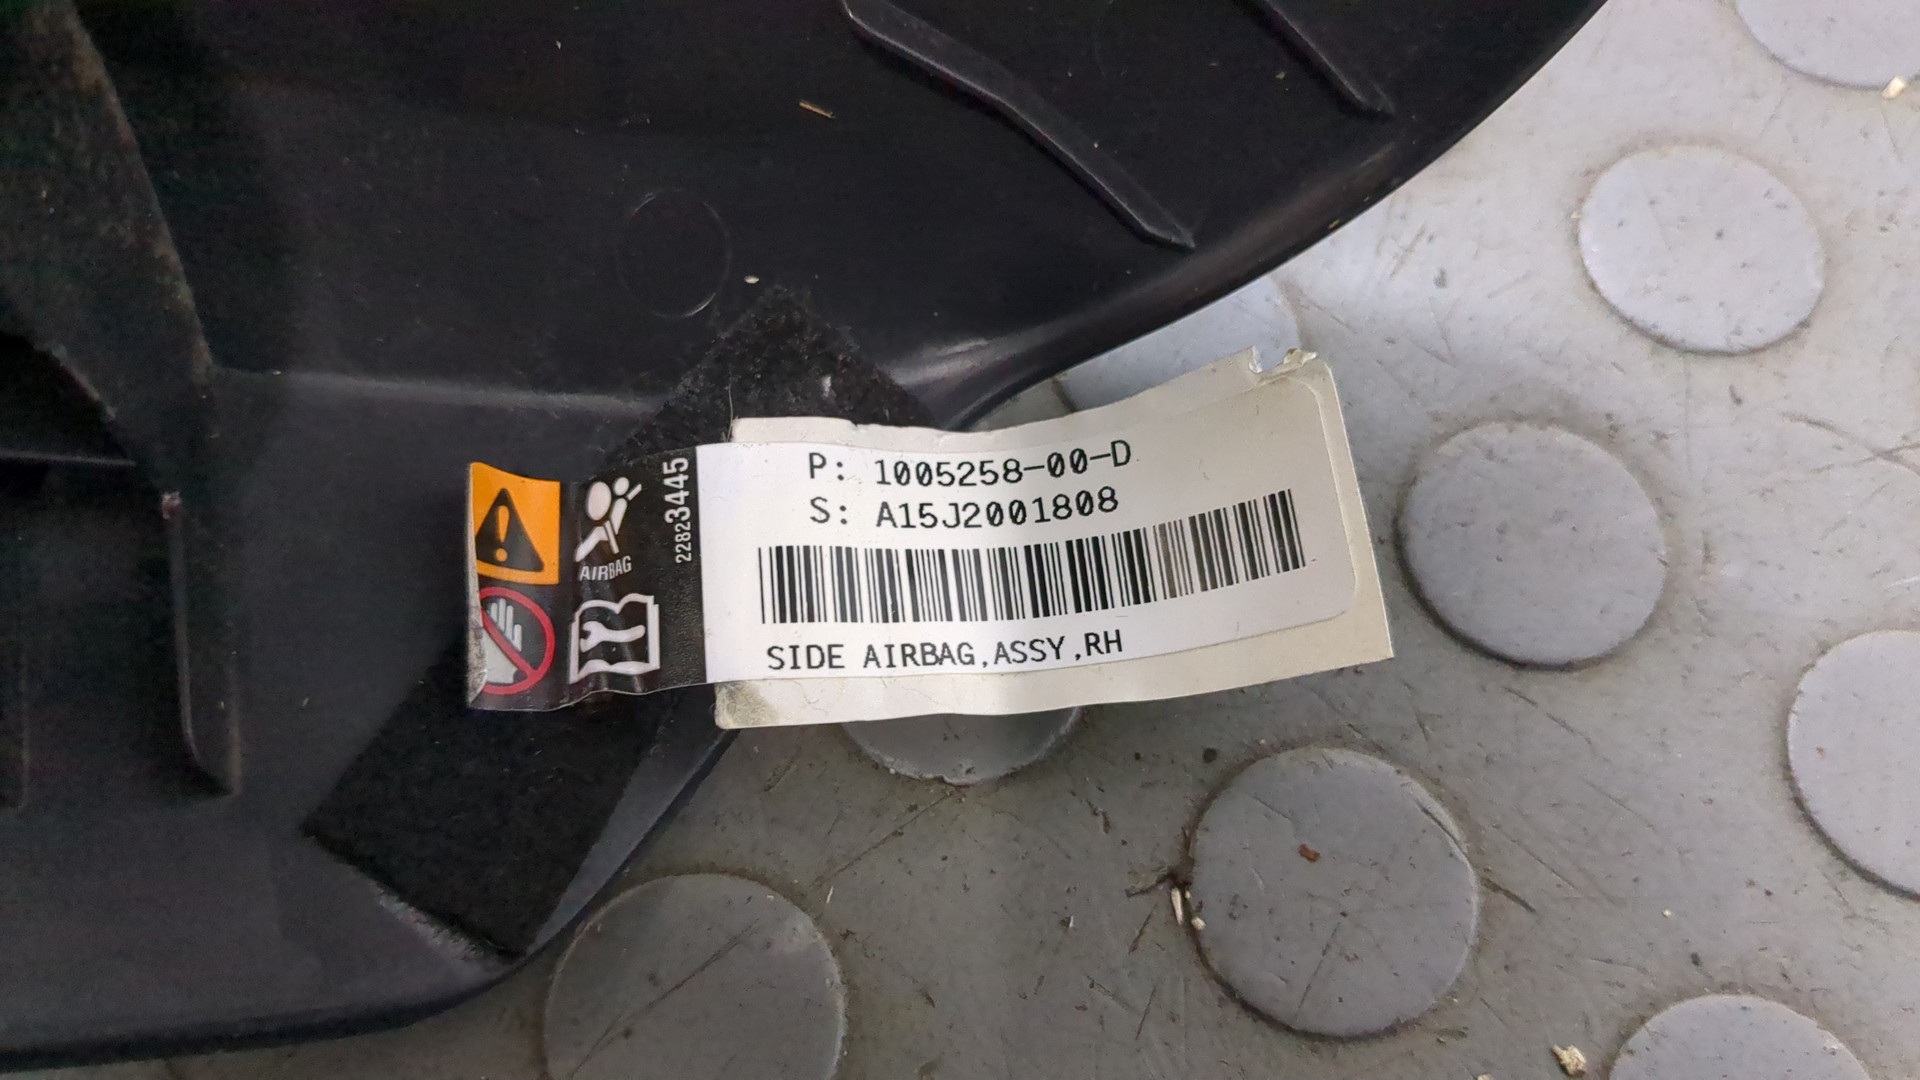 AIRBAG
22823445
P: 1005258-00-D
S: A15J2001808
SIDE AIRBAG,ASSY,RH